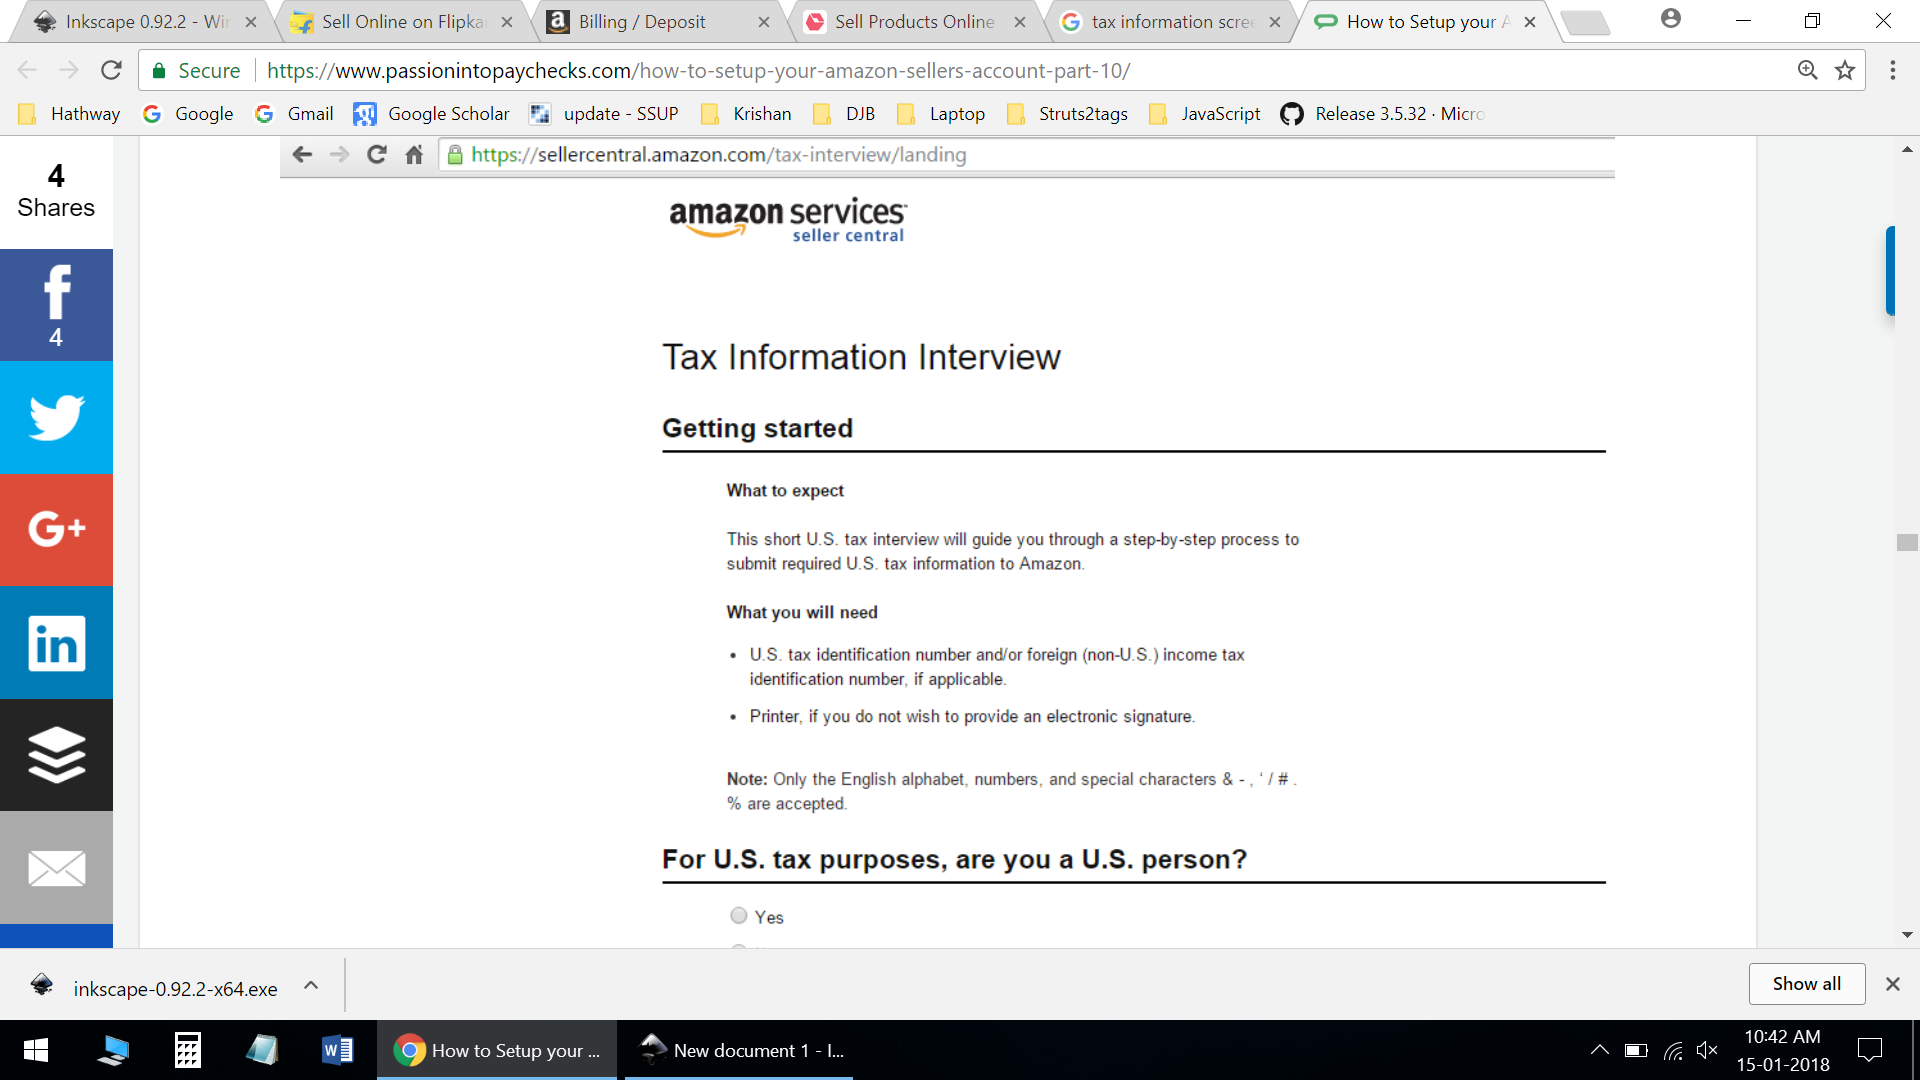 Inkscape 0.92.2 - Wi
Sell Online on Flipka
Billing / Deposit
Sell Products Online
tax information scree
How to Setup your A
Secure
https://www.passionintopaychecks.com/how-to-setup-your-amazon-sellers-account-part-10/
Hathway
Google
Gmail
Google Scholar
update - SSUP
Krishan
DJB
Laptop
Struts2tags
JavaScript
Release 3.5.32 · Micro
https://sellercentral.amazon.com/tax-interview/landing
4
Shares
amazon services
seller central
4
Tax Information Interview
Getting started
What to expect
This short U.S. tax interview will guide you through a step-by-step process to
submit required U.S. tax information to Amazon.
What you will need
• U.S. tax identification number and/or foreign (non-U.S.) income tax
identification number, if applicable.
• Printer, if you do not wish to provide an electronic signature.
Note: Only the English alphabet, numbers, and special characters & - , ' / # .
% are accepted.
For U.S. tax purposes, are you a U.S. person?
Yes
inkscape-0.92.2-x64.exe
Show all
How to Setup your ...
New document 1 - I...
10:42 AM
15-01-2018